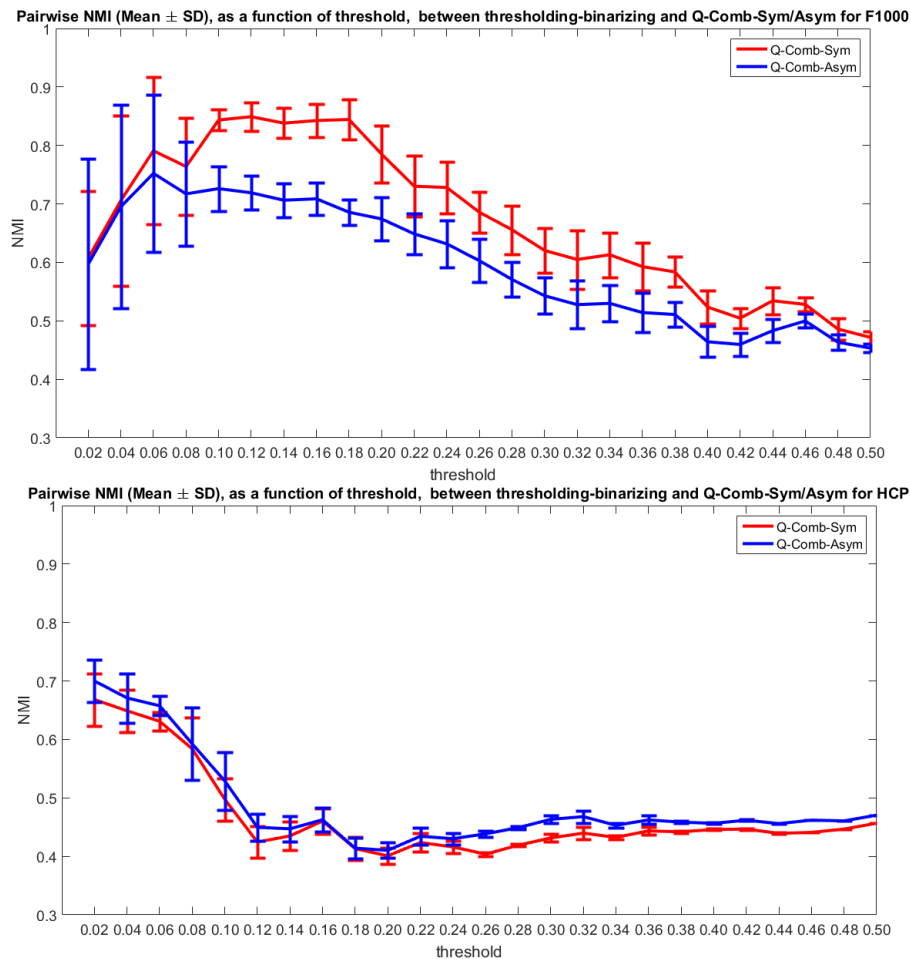 Pairwise NMI (Mean ± SD), as a function of threshold, between thresholding-binarizing and Q-Comb-Sym/Asym for F1000
1
Q-Comb-Sym
Q-Comb-Asym
0.9
0.8
0.7
NMI
0.6
0.5
0.4
0.3
0.02 0.04 0.06 0.08 0.10 0.12 0.14 0.16 0.18 0.20 0.22 0.24 0.26 0.28 0.30 0.32 0.34 0.36 0.38 0.40 0.42 0.44 0.46 0.48 0.50
threshold
Pairwise NMI (Mean ± SD), as a function of threshold, between thresholding-binarizing and Q-Comb-Sym/Asym for HCP
1
Q-Comb-Sym
Q-Comb-Asym
0.9
0.8
0.7
NMI
0.6
0.5
0.4
0.3
0.02 0.04 0.06 0.08 0.10 0.12 0.14 0.16 0.18 0.20 0.22 0.24 0.26 0.28 0.30 0.32 0.34 0.36 0.38 0.40 0.42 0.44 0.46 0.48 0.50
threshold